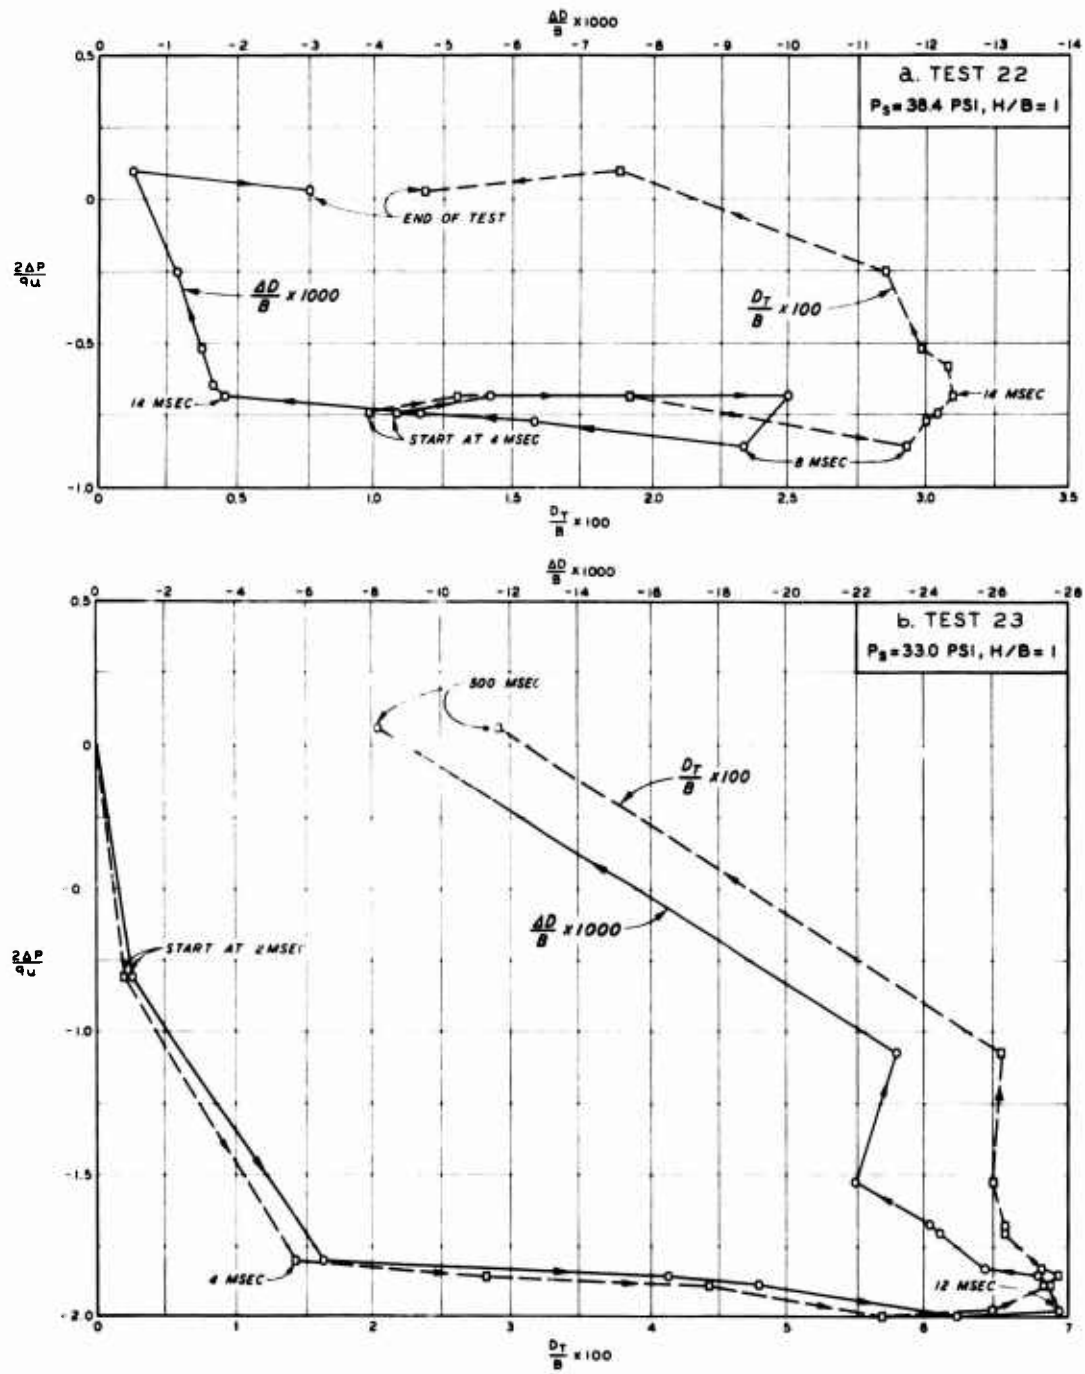 ΔD/B ×1000
0 -1 -2 -3 -4 -5 -6 -7 -8 -9 -10 -11 -12 -13 -14
a. TEST 22
Ps=38.4 PSI, H/B=1
0.5
0
-0.5
-1.0
2ΔP/qu
END OF TEST
ΔD/B ×1000
DT/B ×100
14 MSEC
14 MSEC
START AT 4 MSEC
8 MSEC
0 0.5 1.0 1.5 2.0 2.5 3.0 3.5
DT/B ×100
ΔD/B ×1000
0 -2 -4 -6 -8 -10 -12 -14 -16 -18 -20 -22 -24 -26 -28
b. TEST 23
Ps=33.0 PSI, H/B=1
0.5
0
-0.
-1.0
-1.5
-2.0
2ΔP/qu
500 MSEC
DT/B ×100
ΔD/B ×1000
START AT 2 MSEC
4 MSEC
12 MSEC
0 1 2 3 4 5 6 7
DT/B ×100